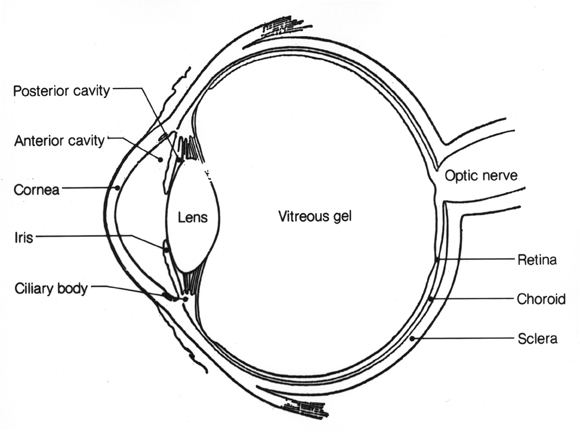 Posterior cavity
Anterior cavity
Cornea
Iris
Ciliary body
Lens
Vitreous gel
Optic nerve
Retina
Choroid
Sclera